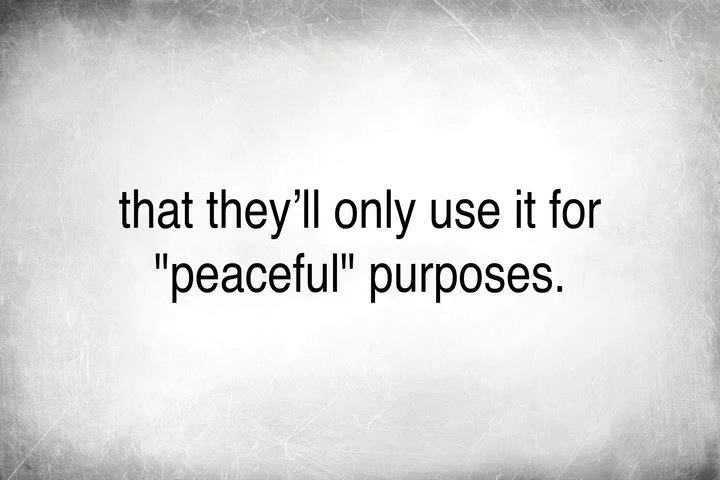 that they’ll only use it for
"peaceful" purposes.